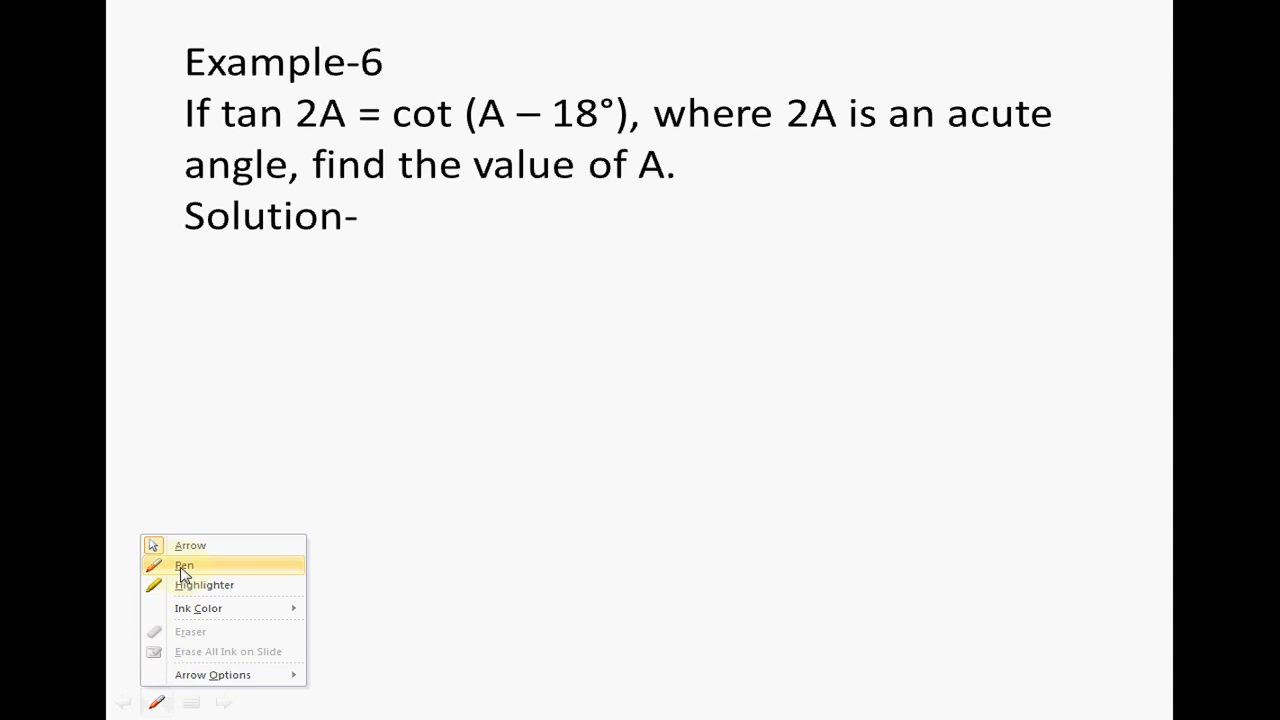 Example-6
If tan 2A = cot (A – 18°), where 2A is an acute
angle, find the value of A.
Solution-
Arrow
Pen
Highlighter
Ink Color
Eraser
Erase All Ink on Slide
Arrow Options